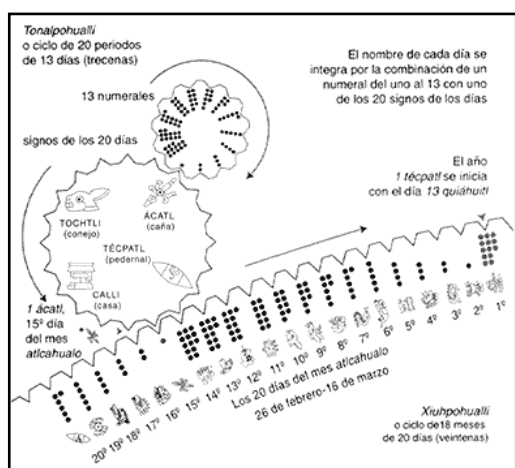 Tonalpohualli
o ciclo de 20 periodos
de 13 días (trecenas)
El nombre de cada día se
integra por la combinación de un
numeral del uno al 13 con uno
de los 20 signos de los días
13 numerales
signos de los 20 días
El año
1 técpatl se inicia
con el día 13 quiáhuitl
TOCHTLI
(conejo)
ÁCATL
(caña)
TÉCPATL
(pedernal)
CALLI
(casa)
1 ácatl,
15º día
del mes
atlcahualo
20º 19º 18º 17º 16º 15º 14º 13º 12º 11º 10º 9º 8º 7º 6º 5º 4º 3º 2º 1º
Los 20 días del mes atlcahualo
26 de febrero-16 de marzo
Xiuhpohualli
o ciclo de18 meses
de 20 días (veintenas)